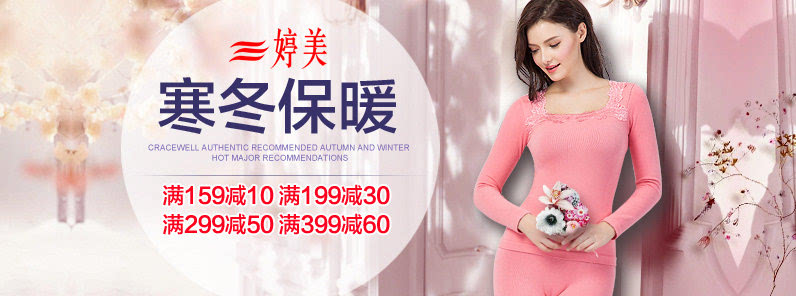 婷美
寒冬保暖
CRACEWELL AUTHENTIC RECOMMENDED AUTUMN AND WINTER
HOT MAJOR RECOMMENDATIONS
满159减10 满199减30
满299减50 满399减60